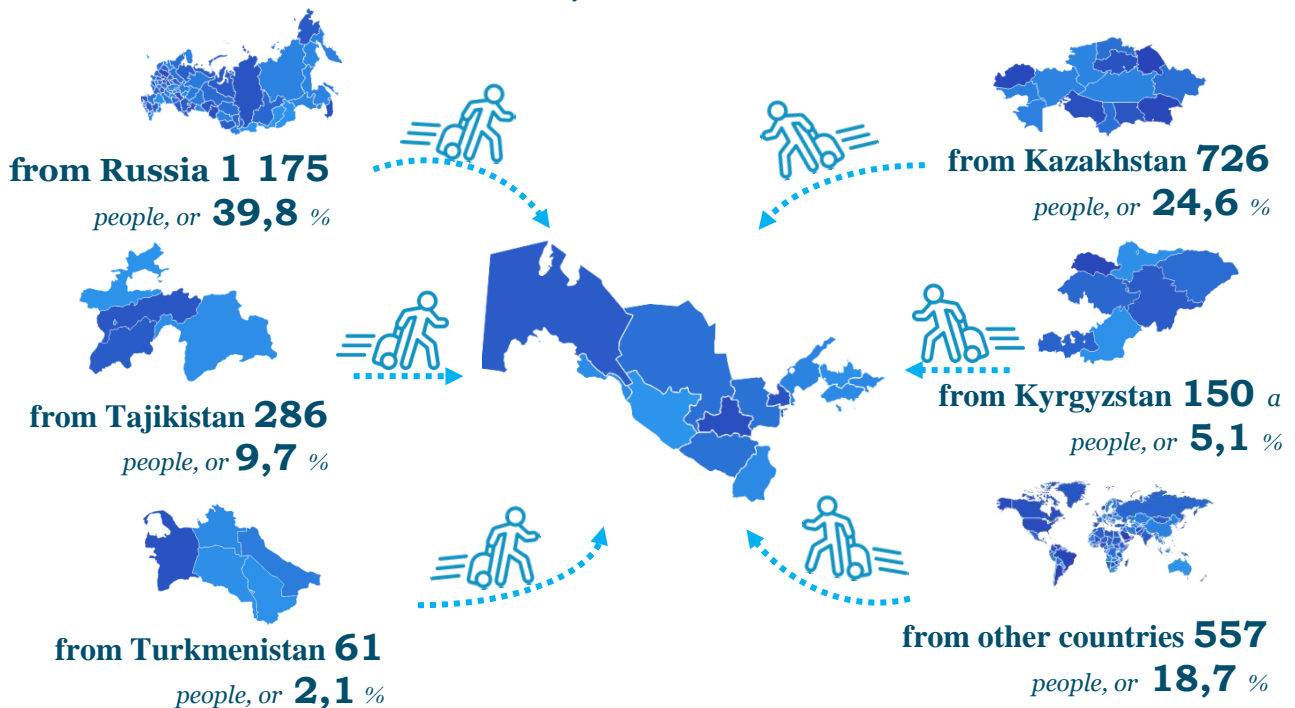 from Russia 1 175
people, or 39,8 %
from Kazakhstan 726
people, or 24,6 %
from Tajikistan 286
people, or 9,7 %
from Kyrgyzstan 150 a
people, or 5,1 %
from Turkmenistan 61
people, or 2,1 %
from other countries 557
people, or 18,7 %